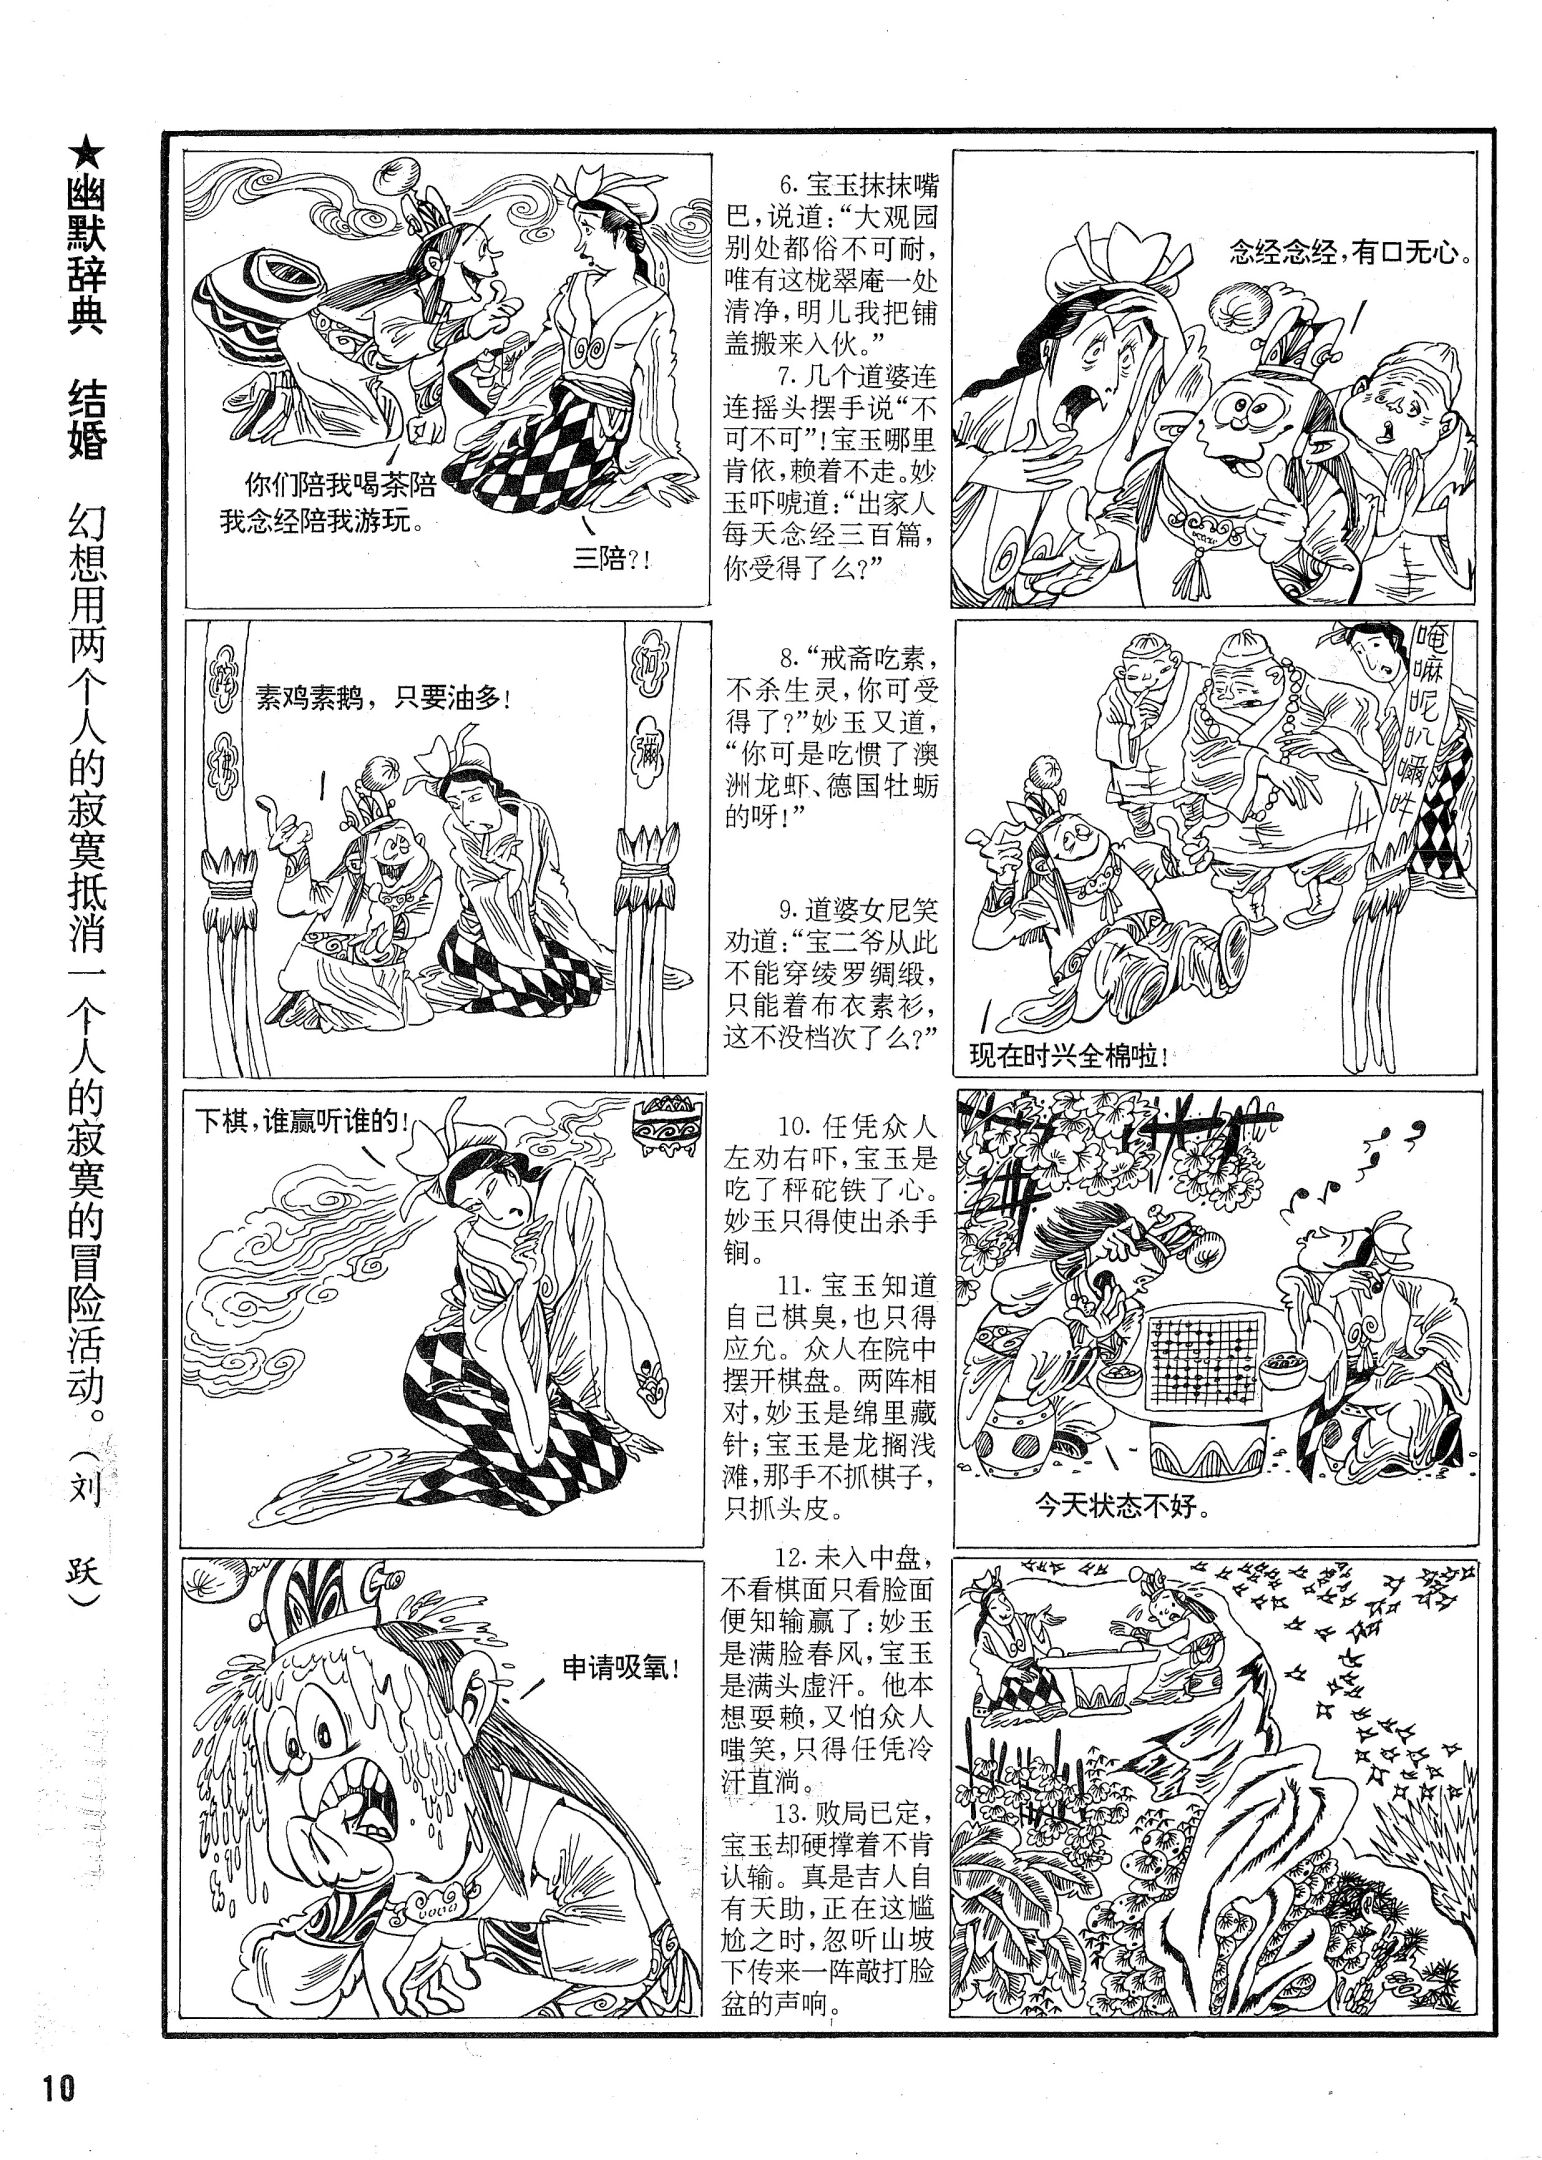 ★幽默辞典 结婚 幻想用两个人的寂寞抵消一个人的寂寞的冒险活动。（刘 跃）
你们陪我喝茶陪
我念经陪我游玩。
三陪?!
6. 宝玉抹抹嘴
巴，说道：“大观园
别处都俗不可耐，
唯有这栊翠庵一处
清净，明儿我把铺
盖搬来入伙。”
7. 几个道婆连
连摇头摆手说“不
可不可”！宝玉哪里
肯依，赖着不走。妙
玉吓唬道：“出家人
每天念经三百篇，
你受得了么？”
念经念经，有口无心。
素鸡素鹅，只要油多！
阿
彌
8. “戒斋吃素，
不杀生灵，你可受
得了？”妙玉又道，
“你可是吃惯了澳
洲龙虾、德国牡蛎
的呀！”
9. 道婆女尼笑
劝道：“宝二爷从此
不能穿绫罗绸缎，
只能着布衣素衫，
这不没档次了么？”
唵嘛呢叭嘛吽
现在时兴全棉啦！
下棋，谁赢听谁的！
10. 任凭众人
左劝右吓，宝玉是
吃了秤砣铁了心。
妙玉只得使出杀手
锏。
11. 宝玉知道
自己棋臭，也只得
应允。众人在院中
摆开棋盘。两阵相
对，妙玉是绵里藏
针；宝玉是龙搁浅
滩，那手不抓棋子，
只抓头皮。
今天状态不好。
申请吸氧！
12. 未入中盘，
不看棋面只看脸面
便知输赢了：妙玉
是满脸春风，宝玉
是满头虚汗。他本
想耍赖，又怕众人
嗤笑，只得任凭冷
汗直淌。
13. 败局已定，
宝玉却硬撑着不肯
认输。真是吉人自
有天助，正在这尴
尬之时，忽听山坡
下传来一阵敲打脸
盆的声响。
10